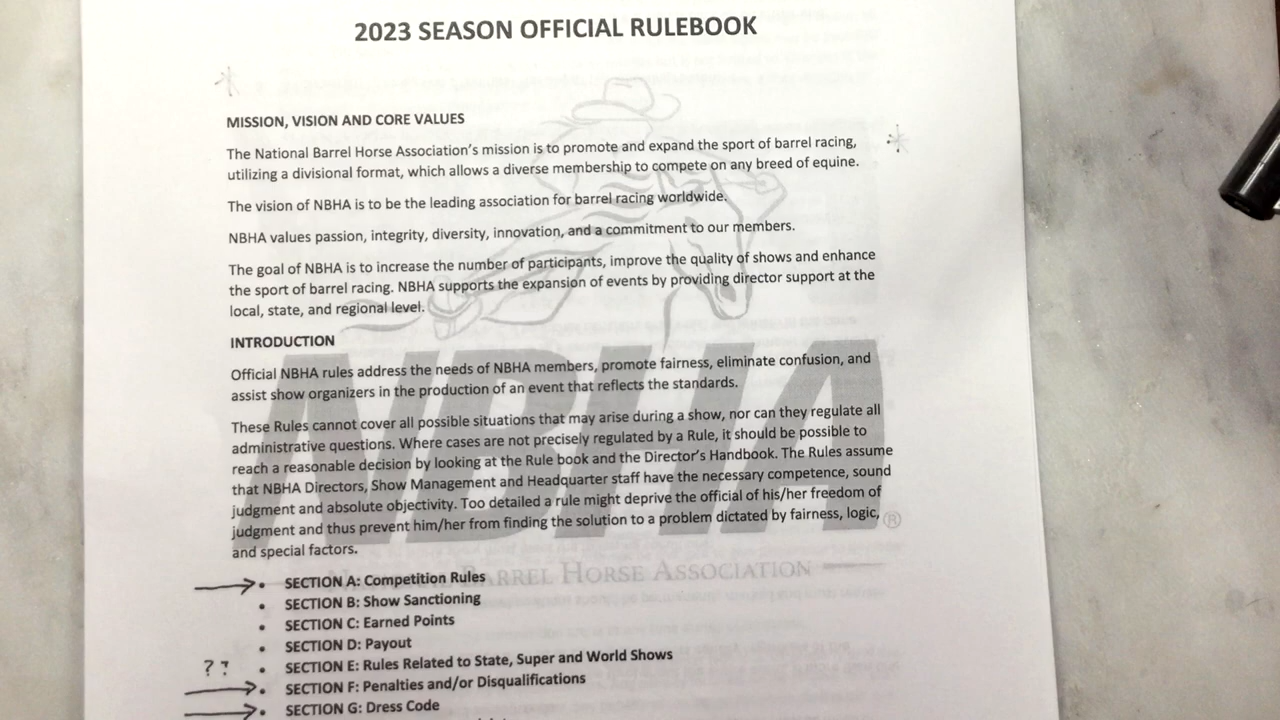 2023 SEASON OFFICIAL RULEBOOK
MISSION, VISION AND CORE VALUES
The National Barrel Horse Association's mission is to promote and expand the sport of barrel racing,
utilizing a divisional format, which allows a diverse membership to compete on any breed of equine.
The vision of NBHA is to be the leading association for barrel racing worldwide.
NBHA values passion, integrity, diversity, innovation, and a commitment to our members.
The goal of NBHA is to increase the number of participants, improve the quality of shows and enhance
the sport of barrel racing. NBHA supports the expansion of events by providing director support at the
local, state, and regional level.
INTRODUCTION
Official NBHA rules address the needs of NBHA members, promote fairness, eliminate confusion, and
assist show organizers in the production of an event that reflects the standards.
These Rules cannot cover all possible situations that may arise during a show, nor can they regulate all
administrative questions. Where cases are not precisely regulated by a Rule, it should be possible to
reach a reasonable decision by looking at the Rule book and the Director's Handbook. The Rules assume
that NBHA Directors, Show Management and Headquarter staff have the necessary competence, sound
judgment and absolute objectivity. Too detailed a rule might deprive the official of his/her freedom of
judgment and thus prevent him/her from finding the solution to a problem dictated by fairness, logic,
and special factors.
NBHA®
NATIONAL BARREL HORSE ASSOCIATION
• SECTION A: Competition Rules
• SECTION B: Show Sanctioning
• SECTION C: Earned Points
• SECTION D: Payout
?? • SECTION E: Rules Related to State, Super and World Shows
• SECTION F: Penalties and/or Disqualifications
• SECTION G: Dress Code